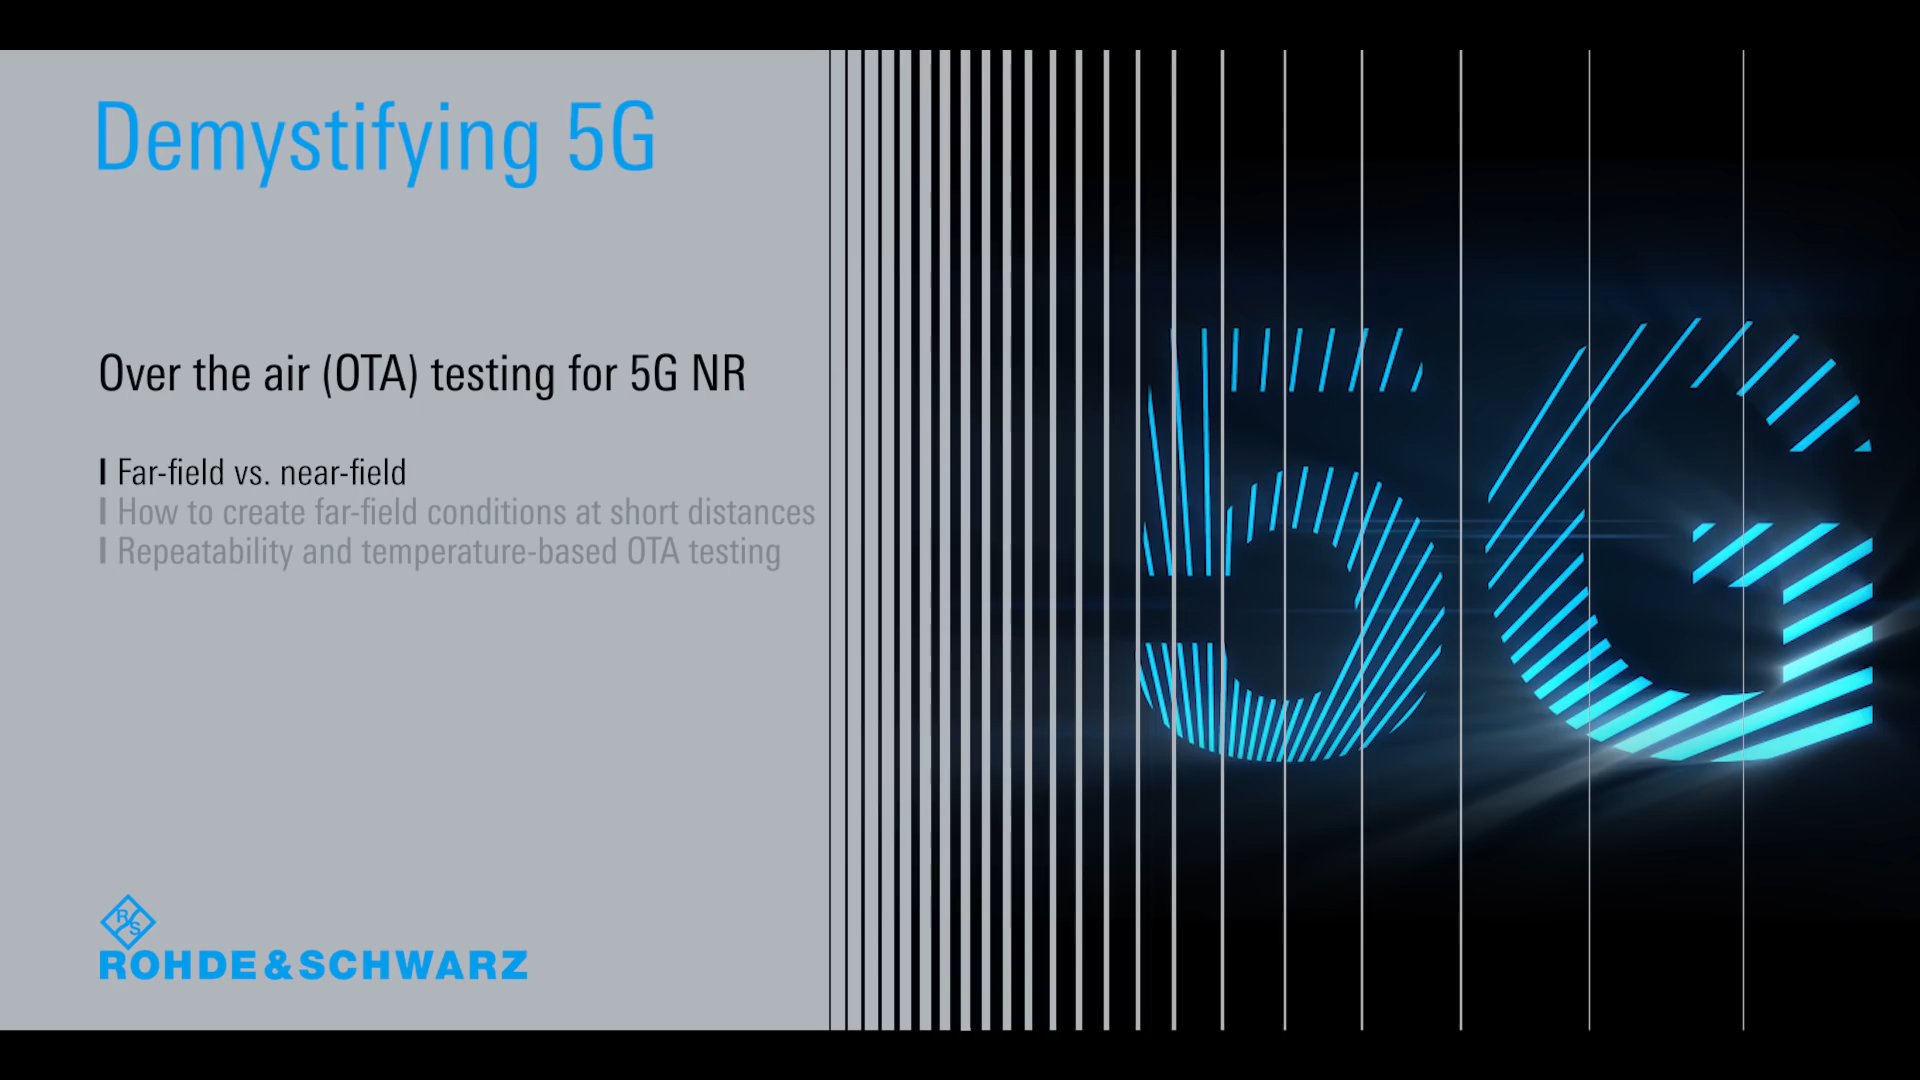 Demystifying 5G
Over the air (OTA) testing for 5G NR
Far-field vs. near-field
How to create far-field conditions at short distances
Repeatability and temperature-based OTA testing
5G
R S
ROHDE & SCHWARZ